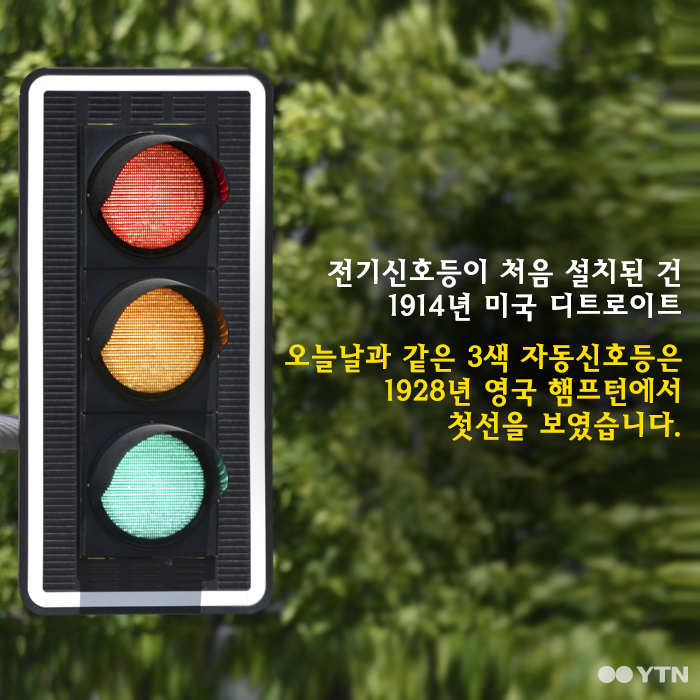 전기신호등이 처음 설치된 건
1914년 미국 디트로이트
오늘날과 같은 3색 자동신호등은
1928년 영국 햄프턴에서
첫선을 보였습니다.
YTN